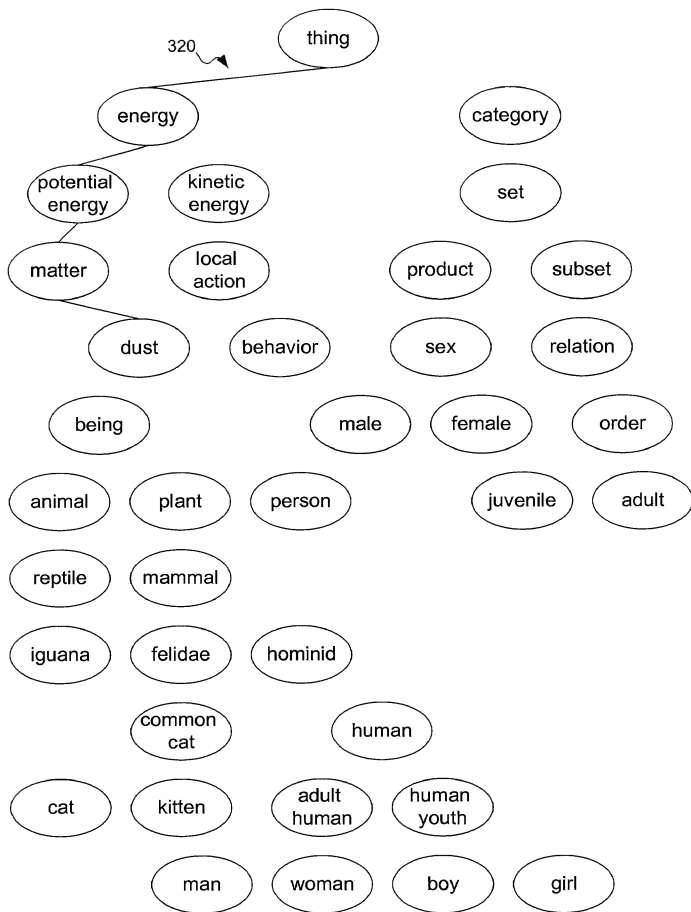 thing
320
energy
category
potential
energy
kinetic
energy
set
matter
local
action
product
subset
dust
behavior
sex
relation
being
male
female
order
animal
plant
person
juvenile
adult
reptile
mammal
iguana
felidae
hominid
common
cat
human
cat
kitten
adult
human
human
youth
man
woman
boy
girl